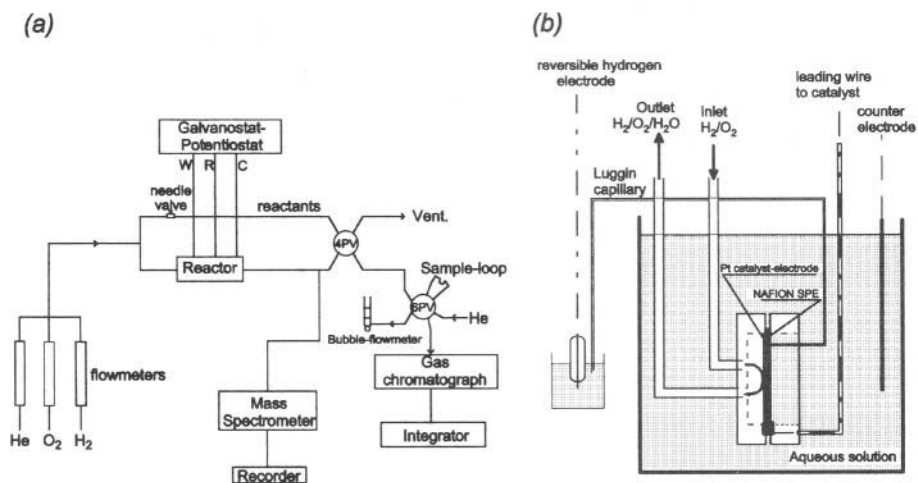 (a)
Galvanostat-
Potentiostat
W R C
needle
valve
reactants
Vent.
4PV
Reactor
Sample-loop
6PV
He
Bubble-flowmeter
flowmeters
Gas
chromatograph
Mass
Spectrometer
Integrator
He O2 H2
Recorder
(b)
reversible hydrogen
electrode
leading wire
to catalyst
Outlet
H2/O2/H2O
Inlet
H2/O2
counter
electrode
Luggin
capillary
Pt catalyst-electrode
NAFION SPE
Aqueous solution